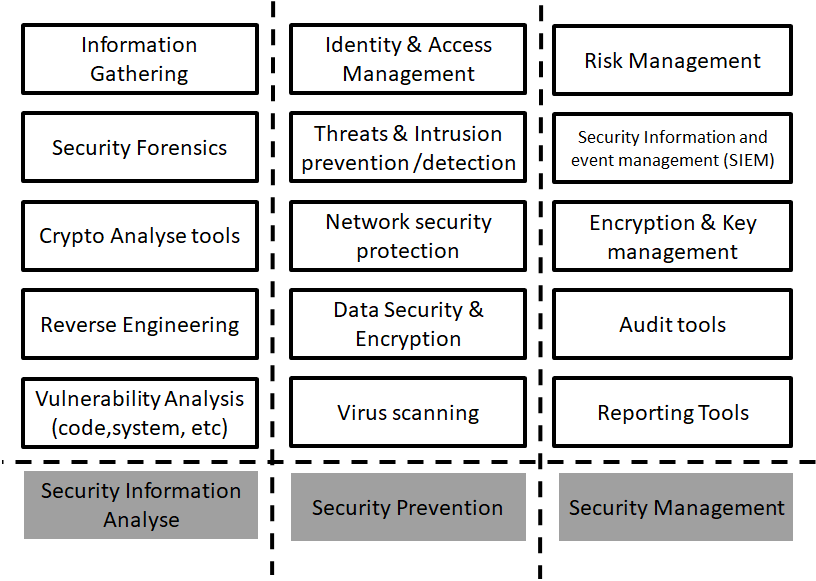 Information
Gathering
Security Forensics
Crypto Analyse tools
Reverse Engineering
Vulnerability Analysis
(code,system, etc)
Security Information
Analyse
Identity & Access
Management
Threats & Intrusion
prevention /detection
Network security
protection
Data Security &
Encryption
Virus scanning
Security Prevention
Risk Management
Security Information and
event management (SIEM)
Encryption & Key
management
Audit tools
Reporting Tools
Security Management